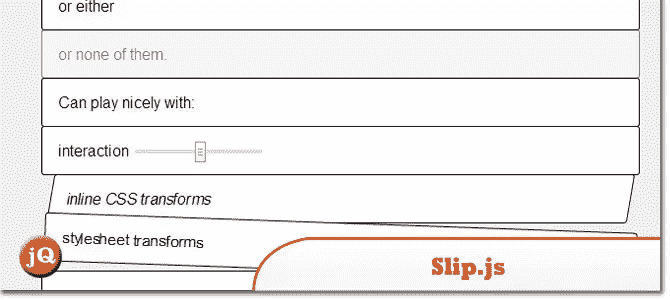 or either
or none of them.
Can play nicely with:
interaction
inline CSS transforms
stylesheet transforms
jQ
Slip.js